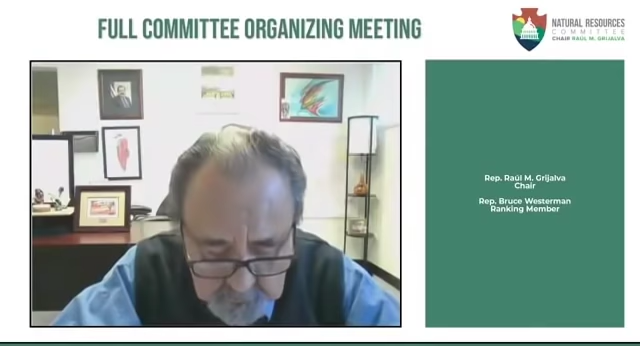 FULL COMMITTEE ORGANIZING MEETING
NATURAL RESOURCES
COMMITTEE
CHAIR RAÚL M. GRIJALVA
Rep. Raúl M. Grijalva
Chair
Rep. Bruce Westerman
Ranking Member